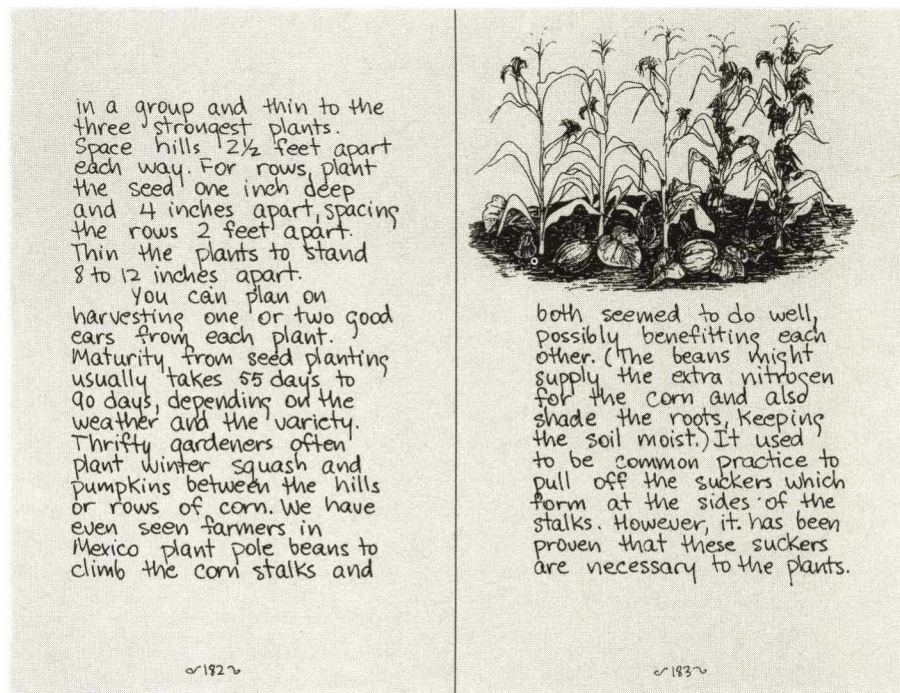 in a group and thin to the
three strongest plants.
Space hills 2½ feet apart
each way. For rows, plant
the seed one inch deep
and 4 inches apart, spacing
the rows 2 feet apart.
Thin the plants to stand
8 to 12 inches apart.
You can plan on
harvesting one or two good
ears from each plant.
Maturity from seed planting
usually takes 55 days to
90 days, depending on the
weather and the variety.
Thrifty gardeners often
plant winter squash and
pumpkins between the hills
or rows of corn. We have
even seen farmers in
Mexico plant pole beans to
climb the corn stalks and
182
both seemed to do well,
possibly benefitting each
other. (The beans might
supply the extra nitrogen
for the corn and also
shade the roots, keeping
the soil moist.) It used
to be common practice to
pull off the suckers which
form at the sides of the
stalks. However, it has been
proven that these suckers
are necessary to the plants.
183